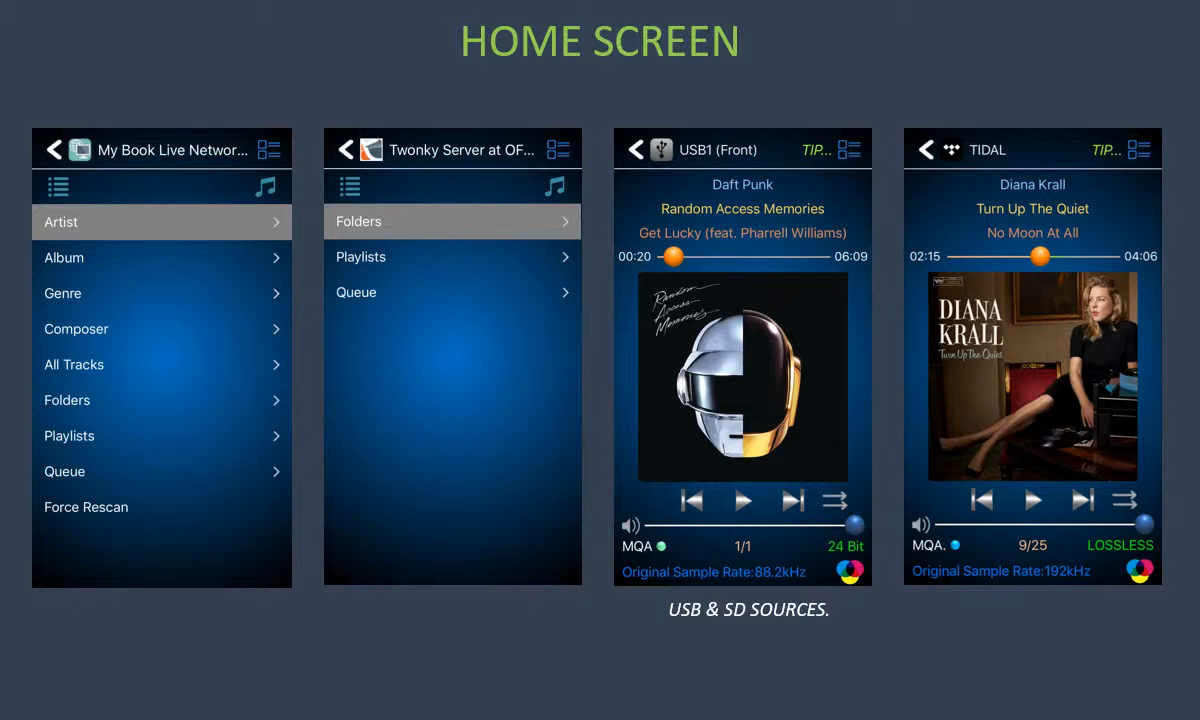 HOME SCREEN
My Book Live Networ...
Artist
Album
Genre
Composer
All Tracks
Folders
Playlists
Queue
Force Rescan
Twonky Server at OF...
Folders
Playlists
Queue
USB1 (Front) TIP...
Daft Punk
Random Access Memories
Get Lucky (feat. Pharrell Williams)
00:20 06:09
Random
Access
Memories
MQA 1/1 24 Bit
Original Sample Rate:88.2kHz
USB & SD SOURCES.
TIDAL TIP...
Diana Krall
Turn Up The Quiet
No Moon At All
02:15 04:06
DIANA
KRALL
Turn Up The Quiet
MQA. 9/25 LOSSLESS
Original Sample Rate:192kHz